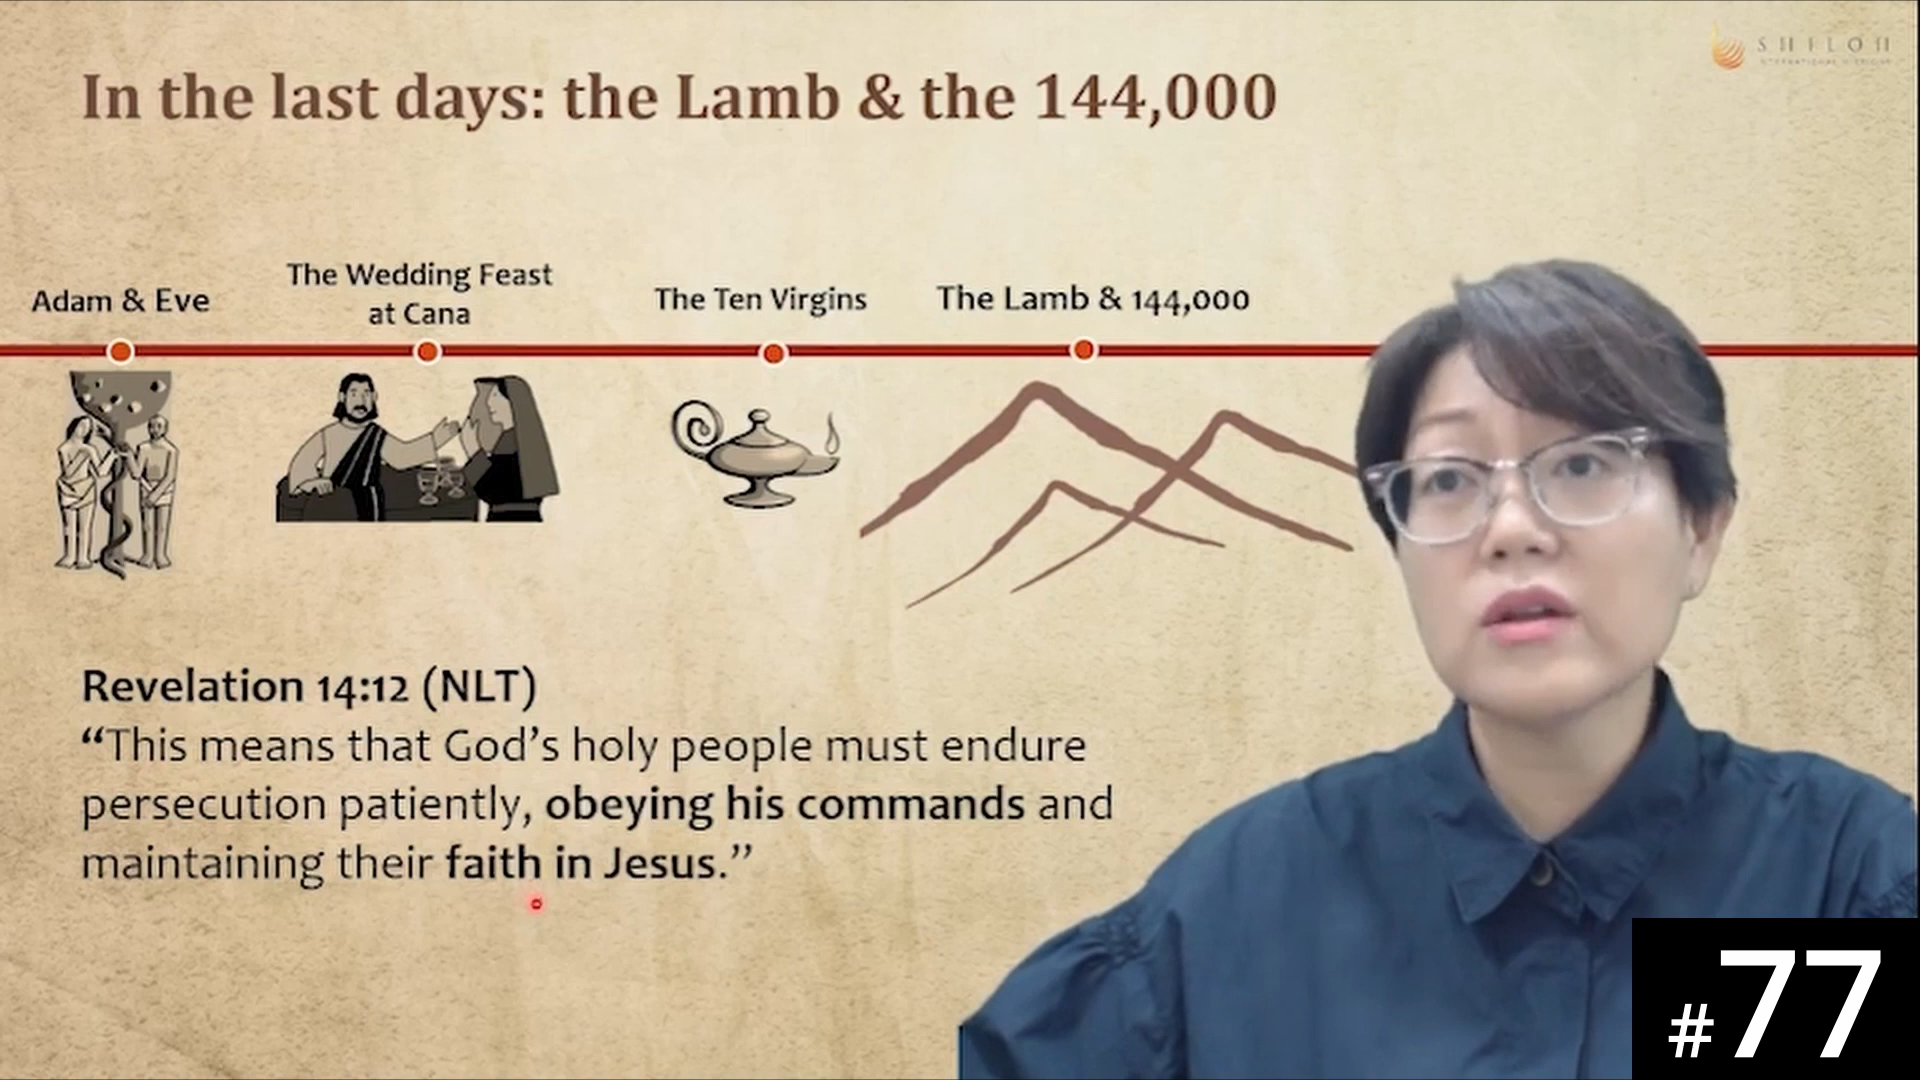 SHILOH
In the last days: the Lamb & the 144,000
Adam & Eve
The Wedding Feast
at Cana
The Ten Virgins
The Lamb & 144,000
Revelation 14:12 (NLT)
“This means that God’s holy people must endure
persecution patiently, obeying his commands and
maintaining their faith in Jesus.”
#77